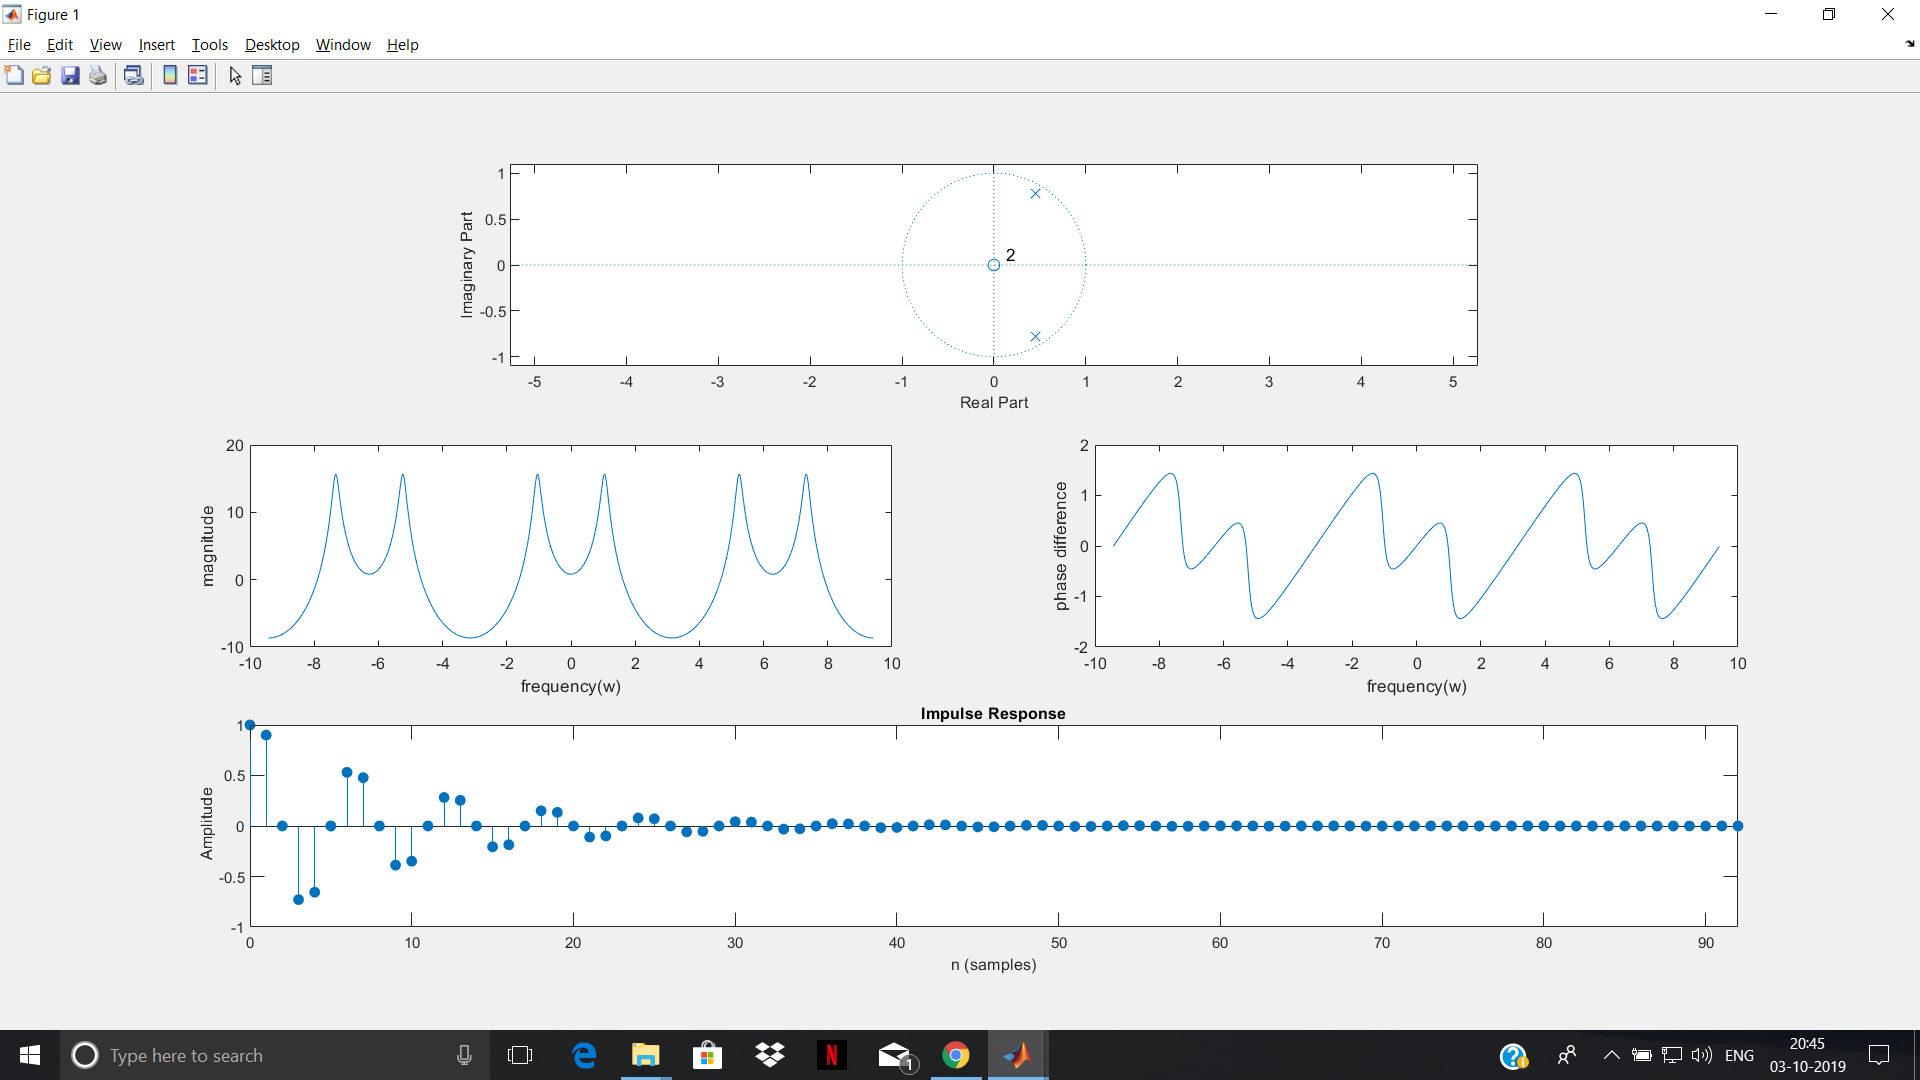 Figure 1
File Edit View Insert Tools Desktop Window Help
1
0.5
0
-0.5
-1
Imaginary Part
2
-5 -4 -3 -2 -1 0 1 2 3 4 5
Real Part
20
10
0
-10
magnitude
-10 -8 -6 -4 -2 0 2 4 6 8 10
frequency(w)
2
1
0
-1
-2
phase difference
-10 -8 -6 -4 -2 0 2 4 6 8 10
frequency(w)
Impulse Response
1
0.5
0
-0.5
-1
Amplitude
0 10 20 30 40 50 60 70 80 90
n (samples)
Type here to search
N
1
ENG
20:45
03-10-2019